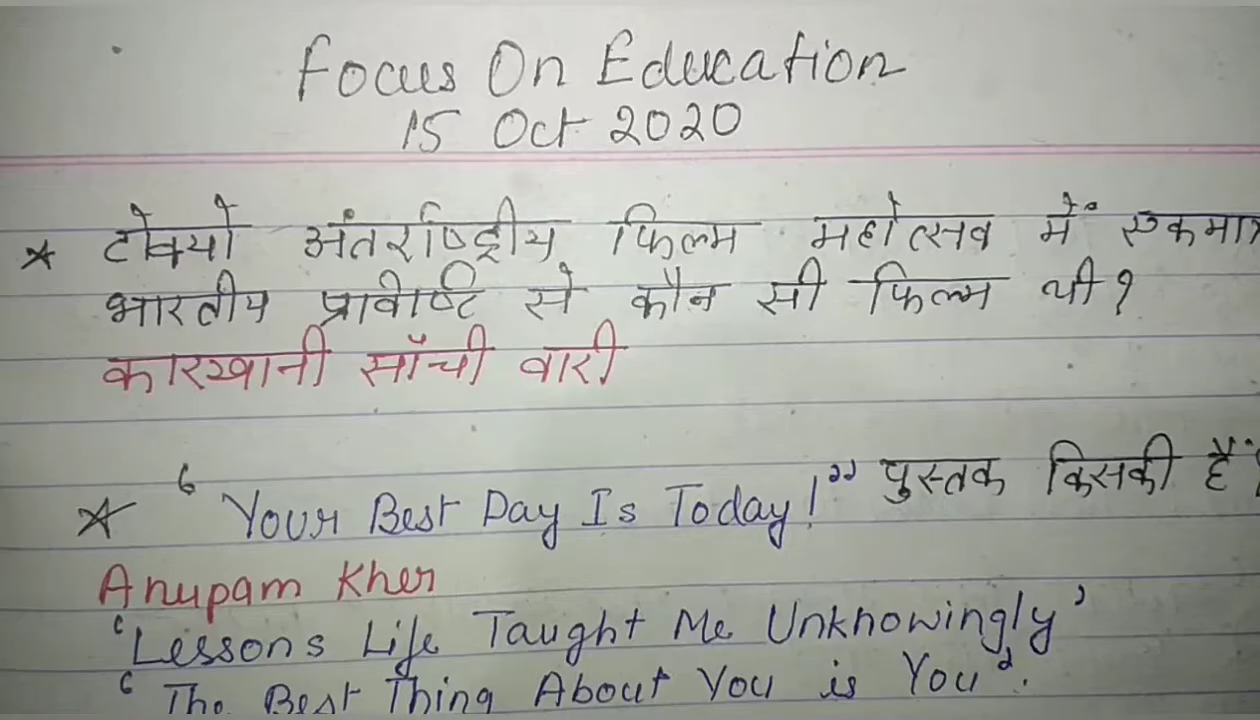 Focus On Education
15 Oct 2020
* टोक्यो अंतर्राष्ट्रीय फिल्म महोत्सव में एकमात्र
भारतीय प्रविष्टि से कौन सी फिल्म थी?
कारखानी साँची वारी
* ‘ Your Best Day Is Today!” पुस्तक किसकी है
Anupam Kher
‘Lessons Life Taught Me Unknowingly’
‘ The Best Thing About You is You’.